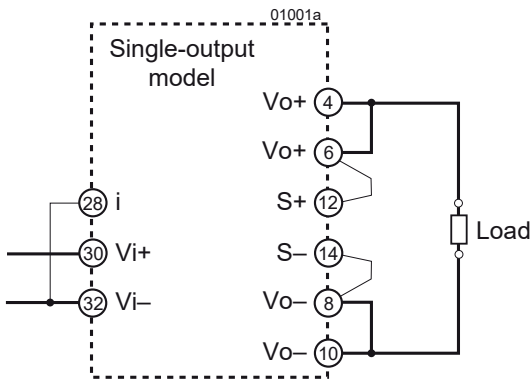 01001a
Single-output
model
Vo+ 4
Vo+ 6
28 i
S+ 12
30 Vi+
S– 14
Load
32 Vi–
Vo– 8
Vo– 10